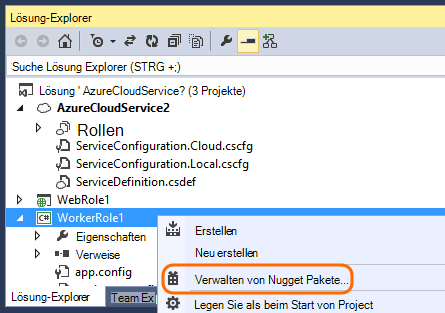 Lösung-Explorer
Suche Lösung Explorer (STRG +;)
Lösung ' AzureCloudService? (3 Projekte)
AzureCloudService2
Rollen
ServiceConfiguration.Cloud.cscfg
ServiceConfiguration.Local.cscfg
ServiceDefinition.csdef
WebRole1
C# WorkerRole1
Eigenschaften
Verweise
app.config
Erstellen
Neu erstellen
Verwalten von Nugget Pakete...
Legen Sie als beim Start von Project
Lösung-Explorer
Team Ex